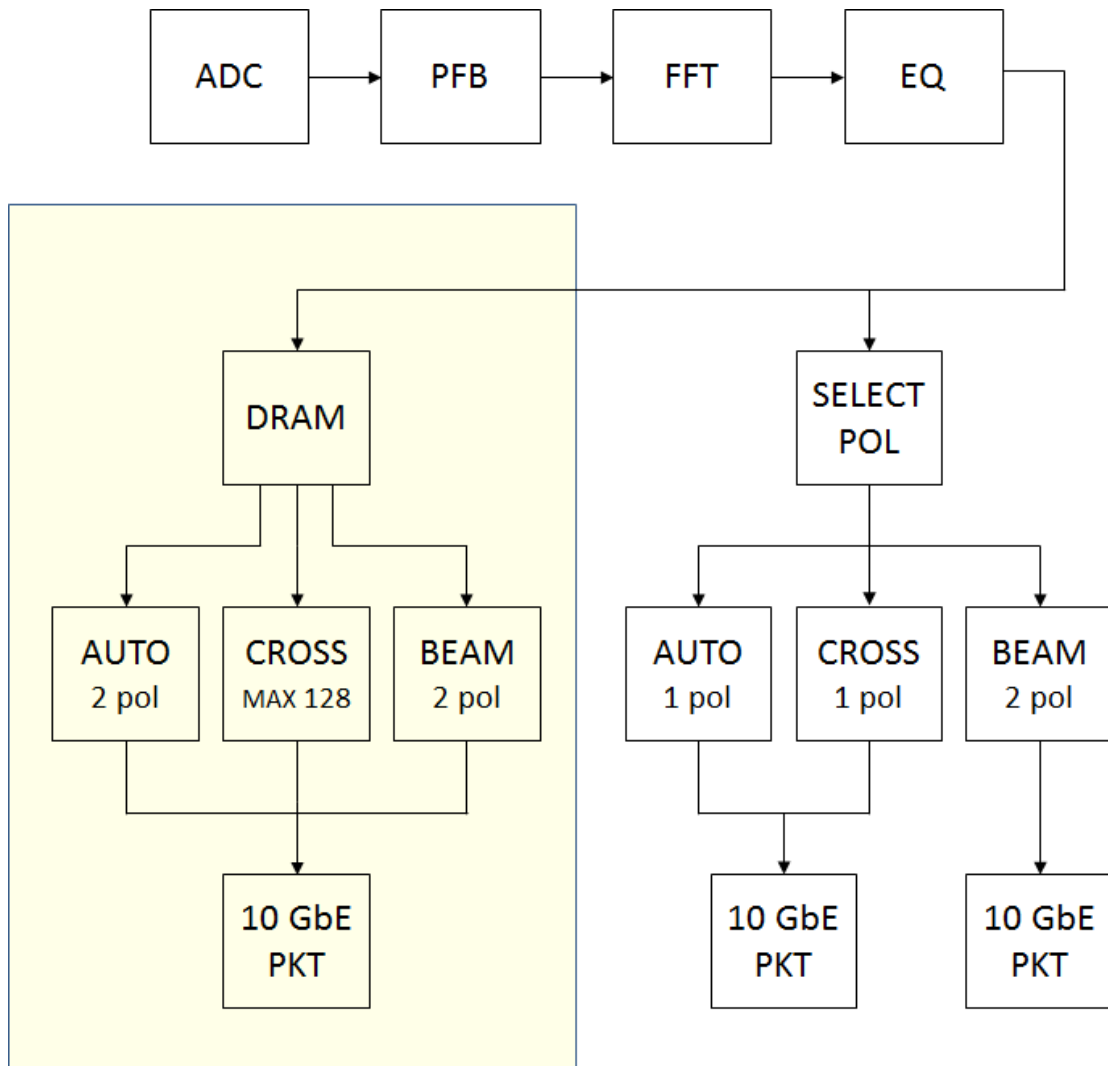 ADC
PFB
FFT
EQ
DRAM
SELECT
POL
AUTO
2 pol
CROSS
MAX 128
BEAM
2 pol
AUTO
1 pol
CROSS
1 pol
BEAM
2 pol
10 GbE
PKT
10 GbE
PKT
10 GbE
PKT